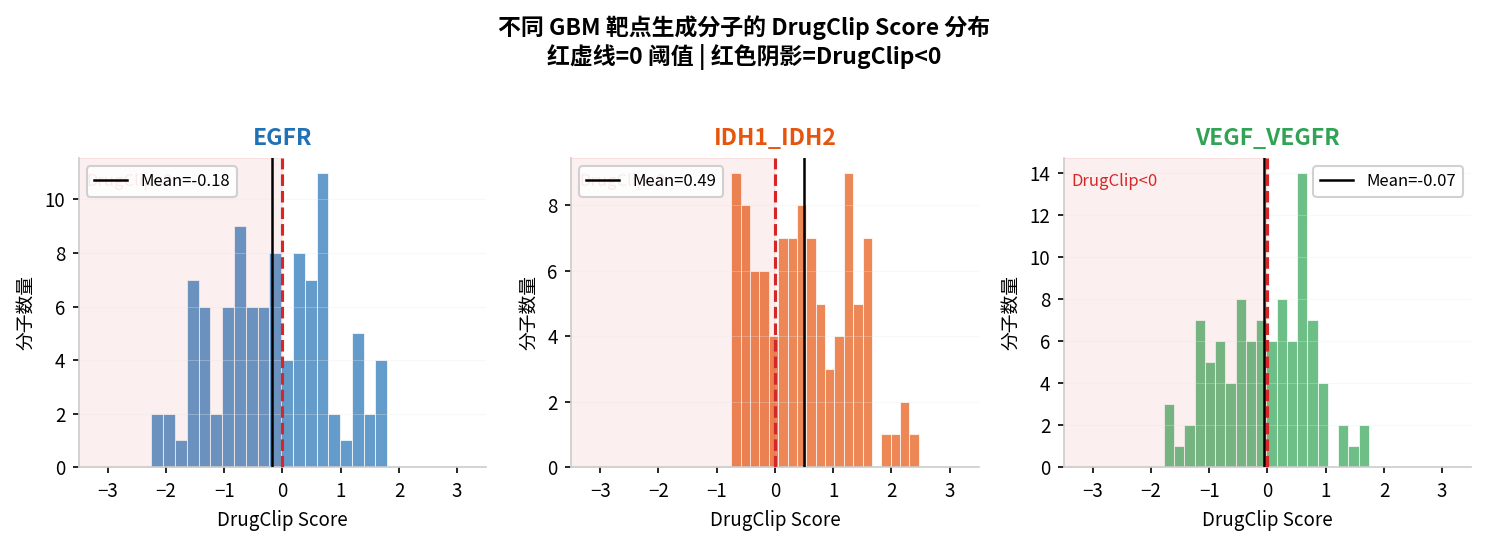 不同 GBM 靶点生成分子的 DrugClip Score 分布
红虚线=0 阈值 | 红色阴影=DrugClip<0
EGFR
Mean=-0.18
分子数量
10
8
6
4
2
0
−3 −2 −1 0 1 2 3
DrugClip Score
IDH1_IDH2
Mean=0.49
分子数量
8
6
4
2
0
−3 −2 −1 0 1 2 3
DrugClip Score
VEGF_VEGFR
DrugClip<0
Mean=-0.07
分子数量
14
12
10
8
6
4
2
0
−3 −2 −1 0 1 2 3
DrugClip Score